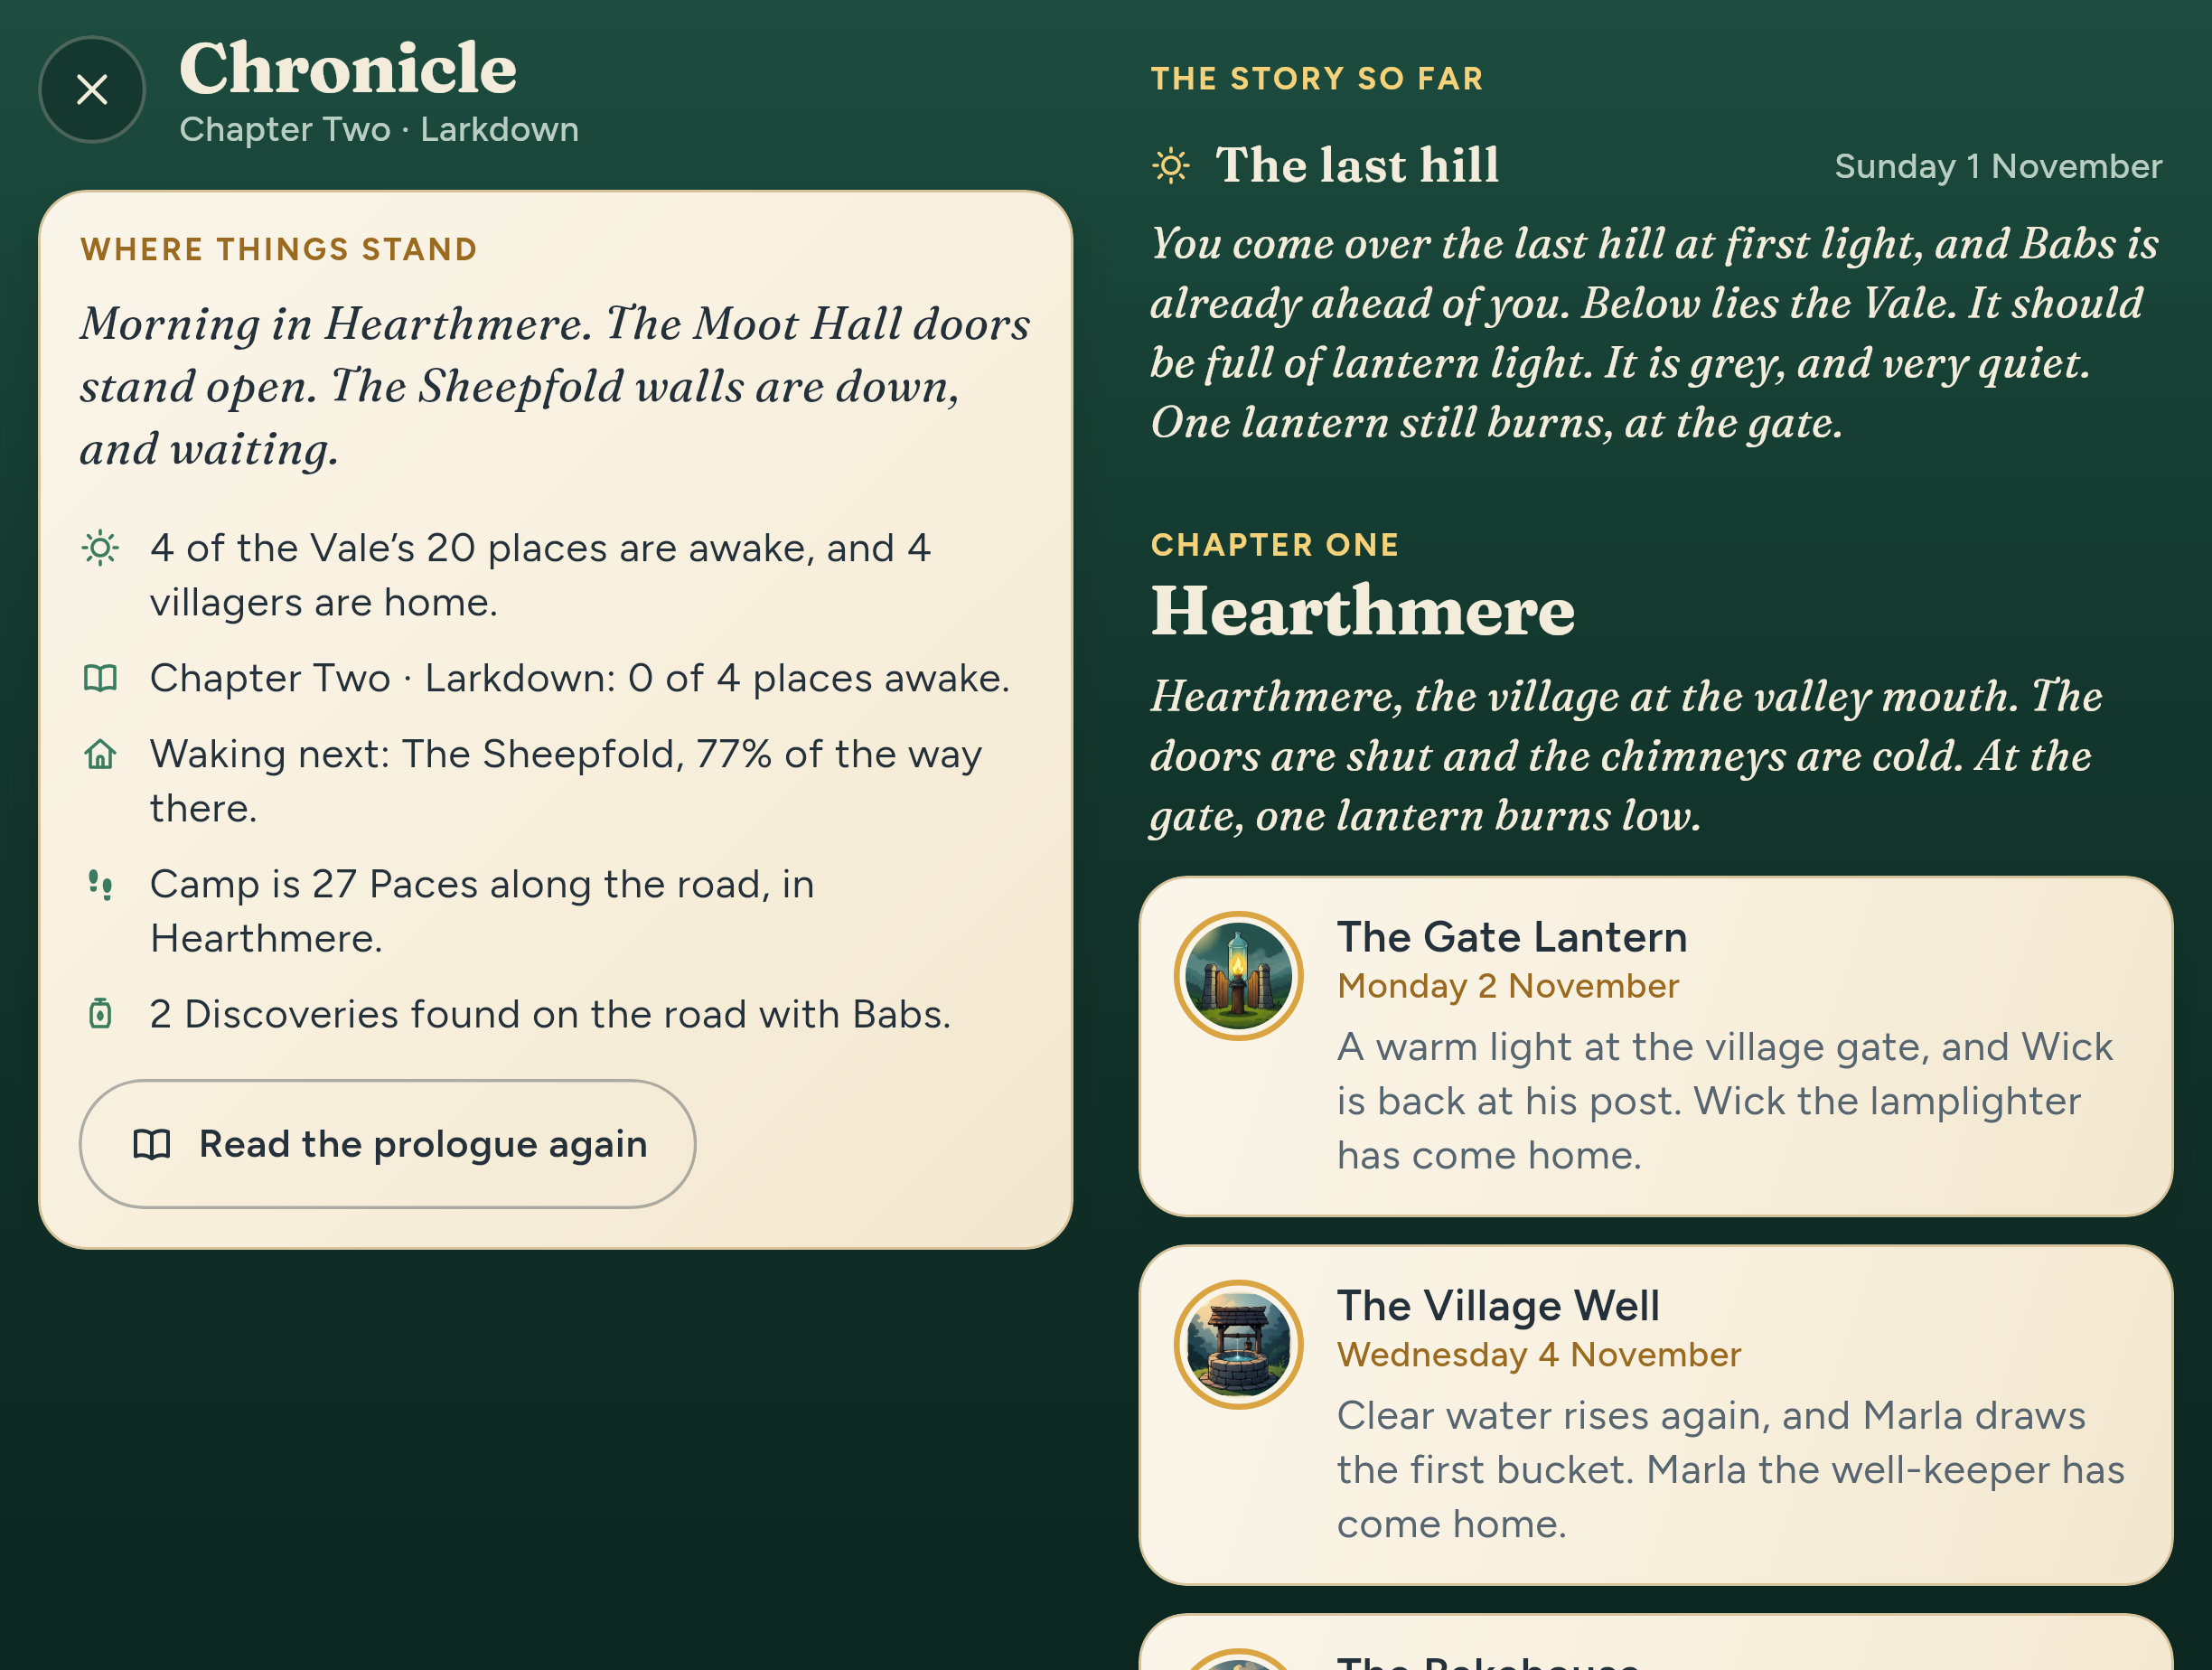 Chronicle
Chapter Two · Larkdown
WHERE THINGS STAND
Morning in Hearthmere. The Moot Hall doors
stand open. The Sheepfold walls are down,
and waiting.
4 of the Vale’s 20 places are awake, and 4
villagers are home.
Chapter Two · Larkdown: 0 of 4 places awake.
Waking next: The Sheepfold, 77% of the way
there.
Camp is 27 Paces along the road, in
Hearthmere.
2 Discoveries found on the road with Babs.
Read the prologue again
THE STORY SO FAR
The last hill
Sunday 1 November
You come over the last hill at first light, and Babs is
already ahead of you. Below lies the Vale. It should
be full of lantern light. It is grey, and very quiet.
One lantern still burns, at the gate.
CHAPTER ONE
Hearthmere
Hearthmere, the village at the valley mouth. The
doors are shut and the chimneys are cold. At the
gate, one lantern burns low.
The Gate Lantern
Monday 2 November
A warm light at the village gate, and Wick
is back at his post. Wick the lamplighter
has come home.
The Village Well
Wednesday 4 November
Clear water rises again, and Marla draws
the first bucket. Marla the well-keeper has
come home.
The Bakehouse